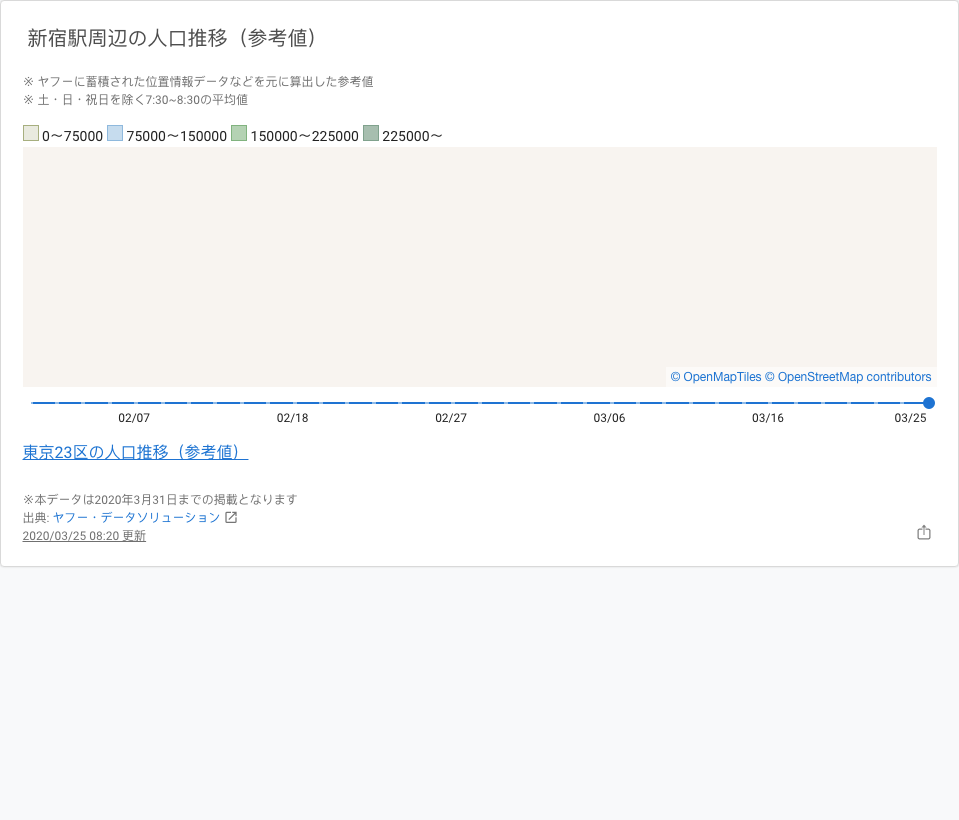 新宿駅周辺の人口推移（参考値）
※ ヤフーに蓄積された位置情報データなどを元に算出した参考値
※ 土・日・祝日を除く7:30~8:30の平均値
0〜75000 75000〜150000 150000〜225000 225000〜
© OpenMapTiles © OpenStreetMap contributors
02/07 02/18 02/27 03/06 03/16 03/25
東京23区の人口推移（参考値）
※本データは2020年3月31日までの掲載となります
出典: ヤフー・データソリューション
2020/03/25 08:20 更新